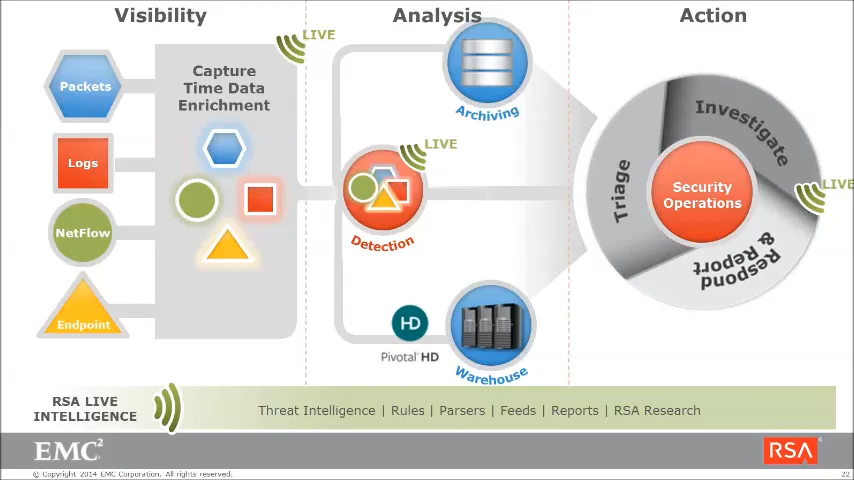 Visibility
Analysis
Action
Packets
Logs
NetFlow
Endpoint
Capture
Time Data
Enrichment
LIVE
Archiving
LIVE
Detection
HD
Pivotal HD
Warehouse
Triage
Investigate
Respond
& Report
Security
Operations
LIVE
RSA LIVE
INTELLIGENCE
Threat Intelligence | Rules | Parsers | Feeds | Reports | RSA Research
EMC²
RSA
© Copyright 2014 EMC Corporation. All rights reserved.
22